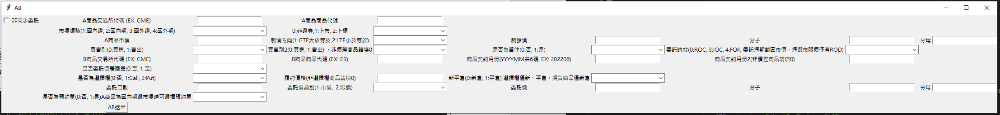 AB
非同步委託 A商品交易所代碼 (EX: CME) A商品商品代號
市場編號(1:國內證, 2:國內期, 3:國外證, 4:國外期) 0:非證券,1:上市, 2:上櫃
A商品市價 觸價方向(1:GTE大於等於,2:LTE小於等於) 觸發價 分子 分母
買賣別(0:買進, 1:賣出) 買賣別2(0:買進, 1:賣出) ，非價差商品請填0 是否為當沖(0:否, 1:是) 委託時效(0:ROC, 3:IOC, 4:FOK, 委託海期範圍市價、海選市限價僅有ROD)
B商品交易所代碼 (EX: CME) B商品商品代碼 (EX: ES) 商品契約月份(YYYYMM共6碼, EX: 202206) 商品契約月份2(非價差商品請填0)
是否委託價差商品(0:否, 1:是)
是否為選擇權(0:否, 1:Call, 2:Put) 履約價格(非選擇權商品請填0) 新平倉(0:新倉, 1:平倉) 選擇權僅新、平倉，期貨商品僅新倉
委託口數 委託價類別(1:市價, 2:限價) 委託價 分子 分母
是否為預約單(0:否, 1:是)A商品為國內期選市場時可選擇預約單
AB送出